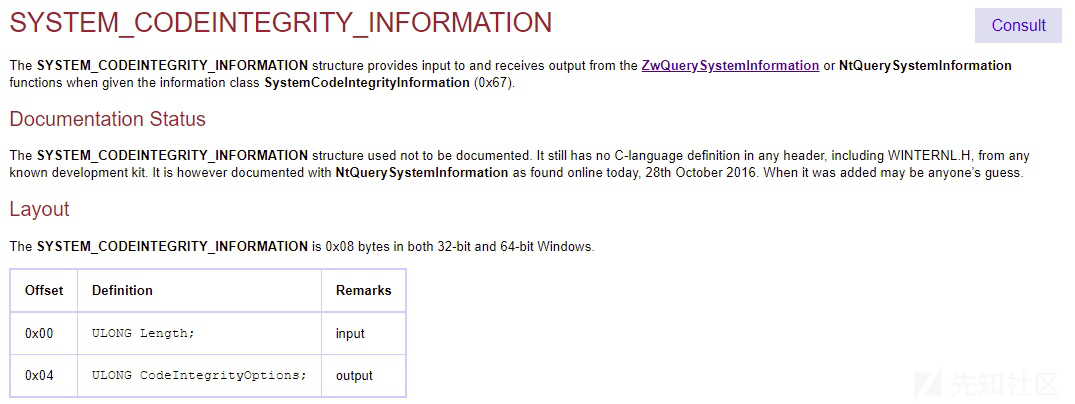 SYSTEM_CODEINTEGRITY_INFORMATION
Consult
The SYSTEM_CODEINTEGRITY_INFORMATION structure provides input to and receives output from the ZwQuerySystemInformation or NtQuerySystemInformation
functions when given the information class SystemCodeIntegrityInformation (0x67).
Documentation Status
The SYSTEM_CODEINTEGRITY_INFORMATION structure used not to be documented. It still has no C-language definition in any header, including WINTERNL.H, from any
known development kit. It is however documented with NtQuerySystemInformation as found online today, 28th October 2016. When it was added may be anyone's guess.
Layout
The SYSTEM_CODEINTEGRITY_INFORMATION is 0x08 bytes in both 32-bit and 64-bit Windows.
Offset Definition Remarks
0x00 ULONG Length; input
0x04 ULONG CodeIntegrityOptions; output
先知社区